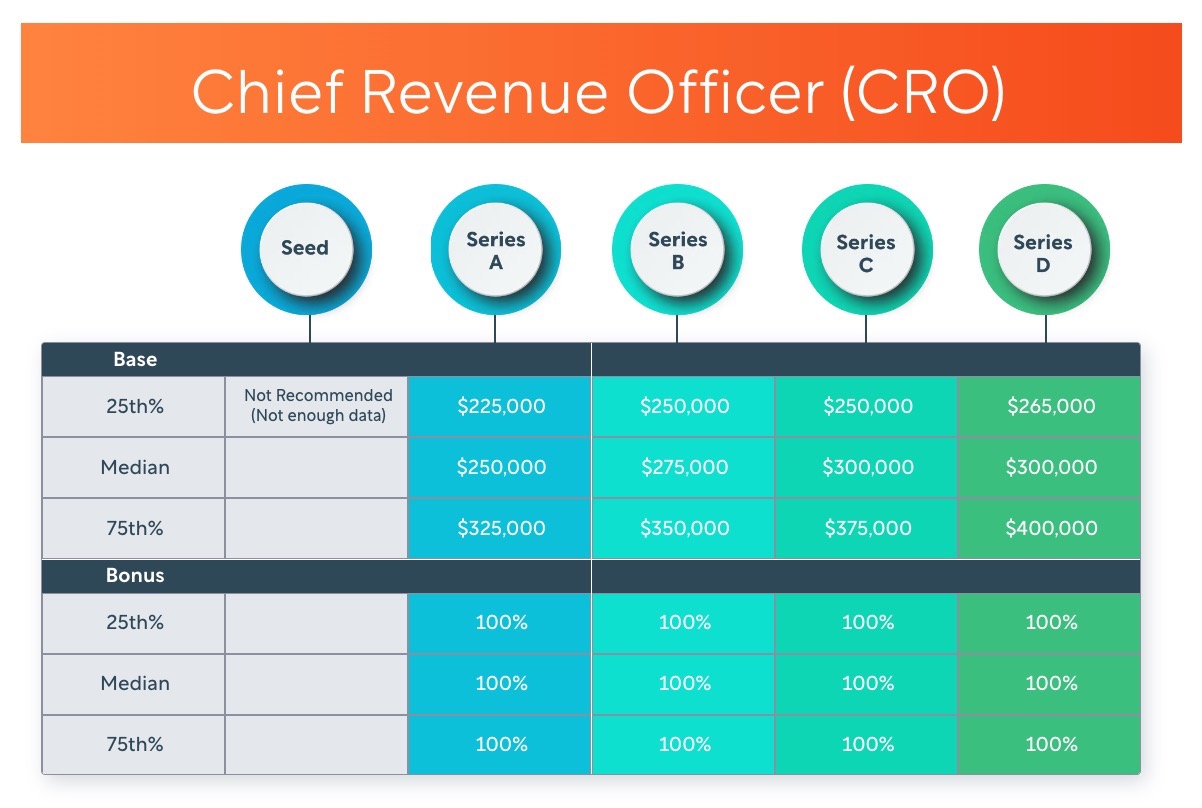 Chief Revenue Officer (CRO)
Seed
Series
A
Series
B
Series
C
Series
D
Base
25th%
Not Recommended
(Not enough data)
$225,000
$250,000
$250,000
$265,000
Median
$250,000
$275,000
$300,000
$300,000
75th%
$325,000
$350,000
$375,000
$400,000
Bonus
25th%
100%
100%
100%
100%
Median
100%
100%
100%
100%
75th%
100%
100%
100%
100%